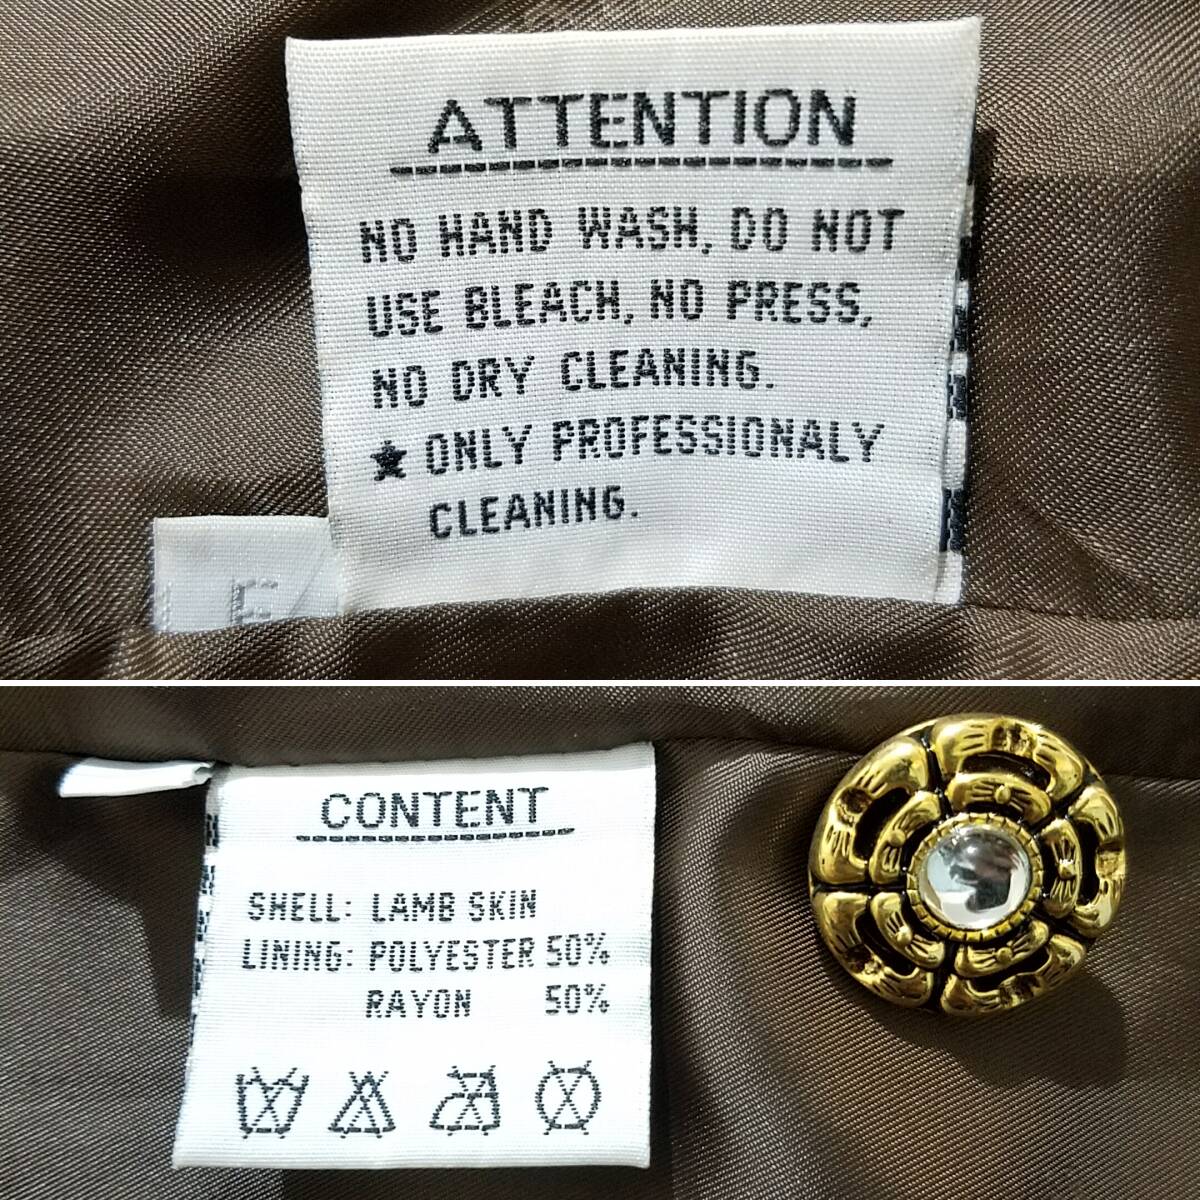 ATTENTION
NO HAND WASH, DO NOT
USE BLEACH, NO PRESS,
NO DRY CLEANING.
★ ONLY PROFESSIONALY
CLEANING.
F
CONTENT
SHELL: LAMB SKIN
LINING: POLYESTER 50%
RAYON 50%